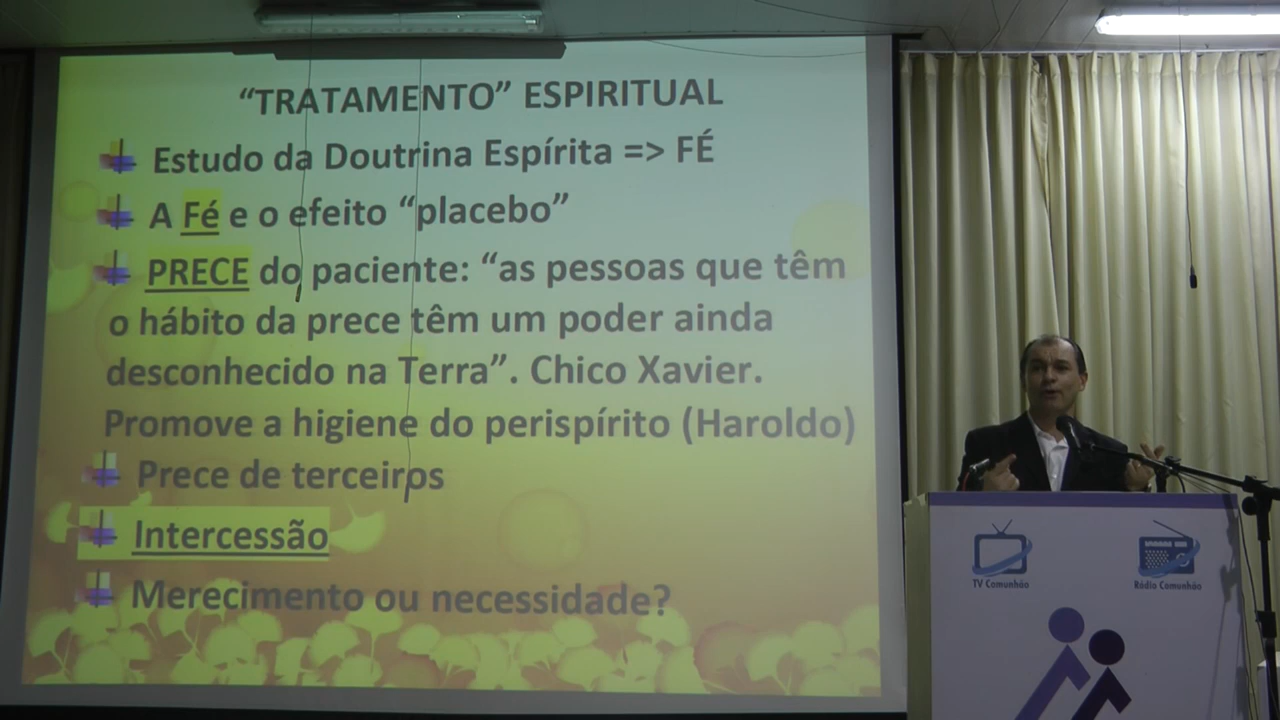 “TRATAMENTO” ESPIRITUAL
Estudo da Doutrina Espírita => FÉ
A Fé e o efeito “placebo”
PRECE do paciente: “as pessoas que têm
o hábito da prece têm um poder ainda
desconhecido na Terra”. Chico Xavier.
Promove a higiene do perispírito (Haroldo)
Prece de terceiros
Intercessão
Merecimento ou necessidade?
TV Comunhão
Rádio Comunhão